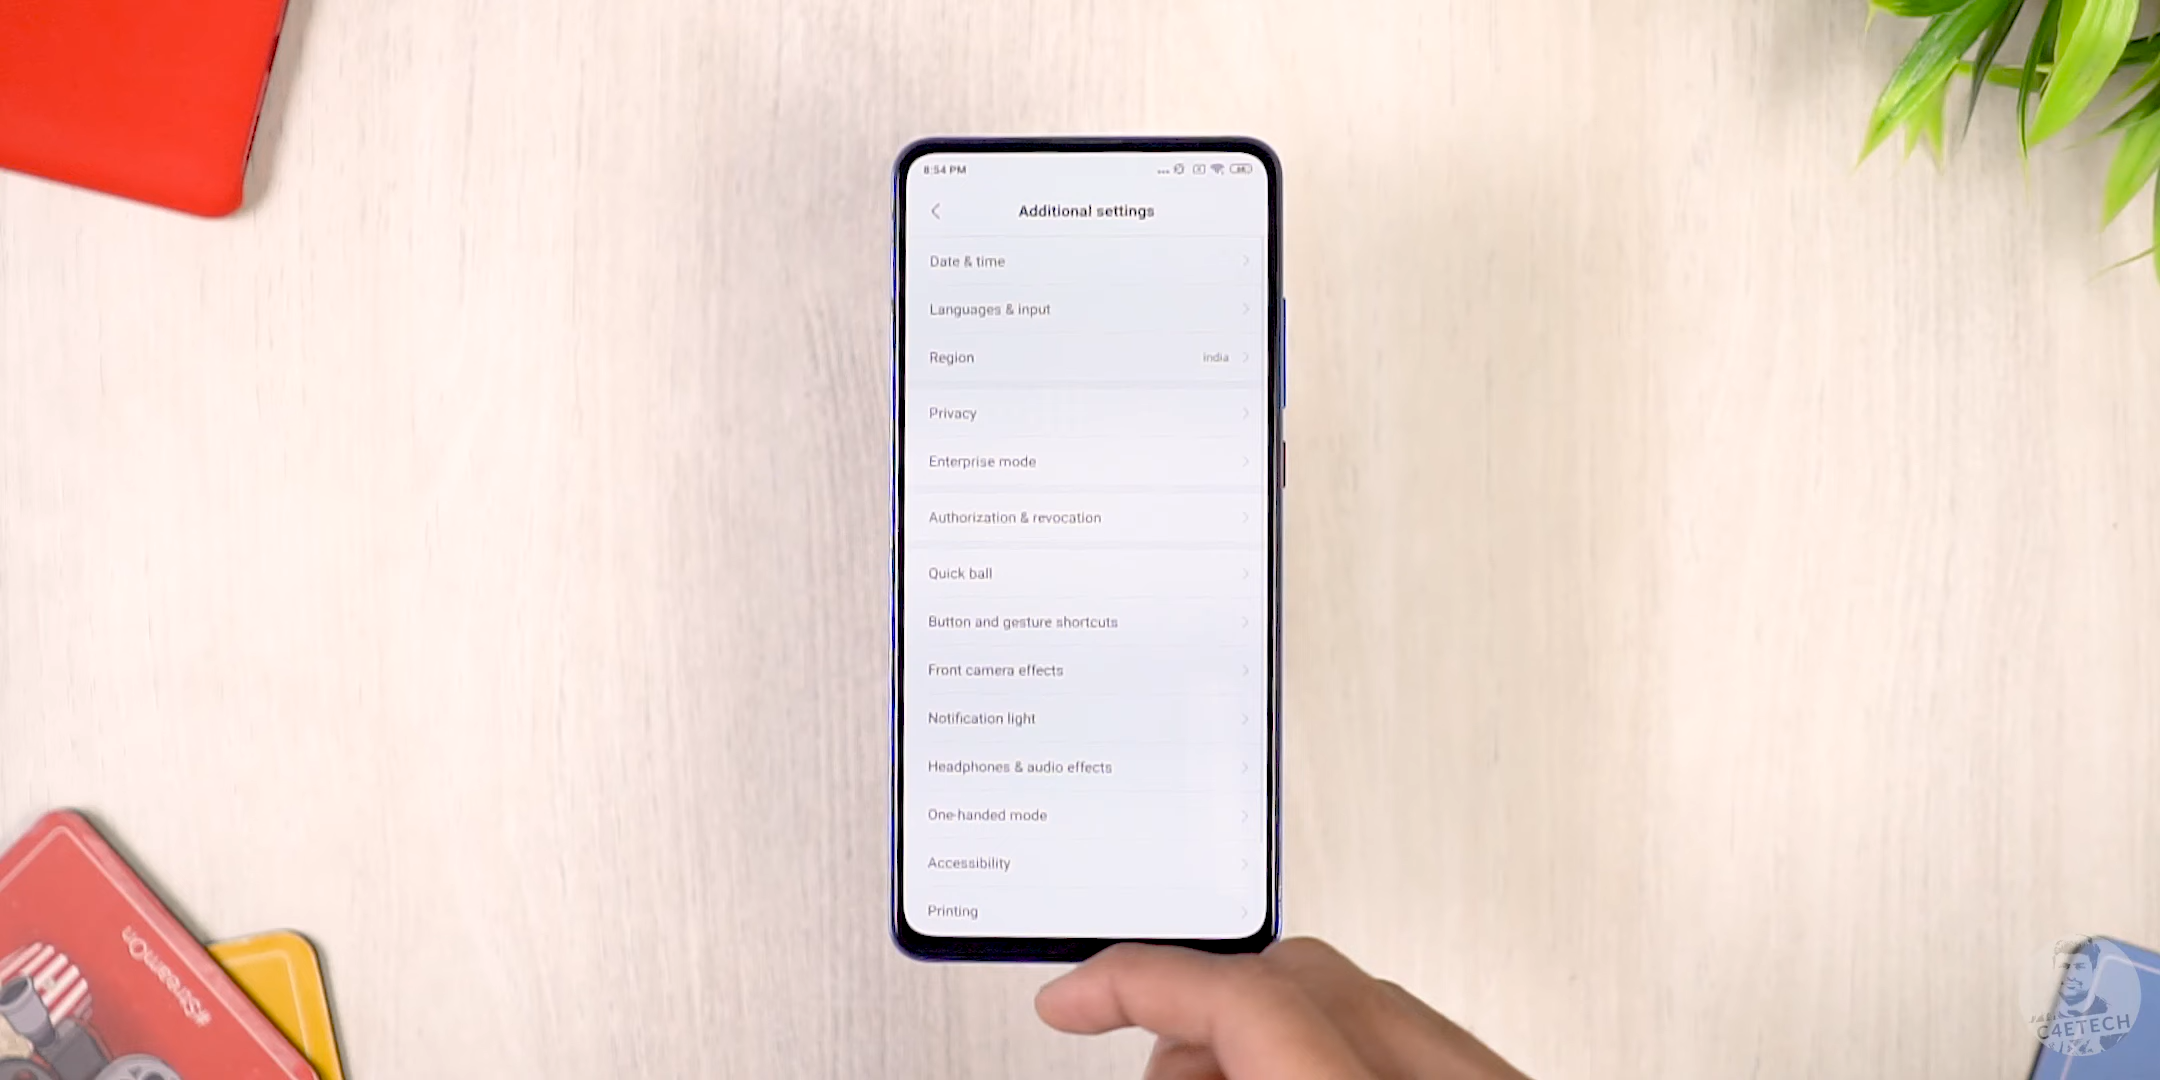 8:54 PM
Additional settings
Date & time
Languages & input
Region
India
Privacy
Enterprise mode
Authorization & revocation
Quick ball
Button and gesture shortcuts
Front camera effects
Notification light
Headphones & audio effects
One-handed mode
Accessibility
Printing
#StreamOn
C4ETECH